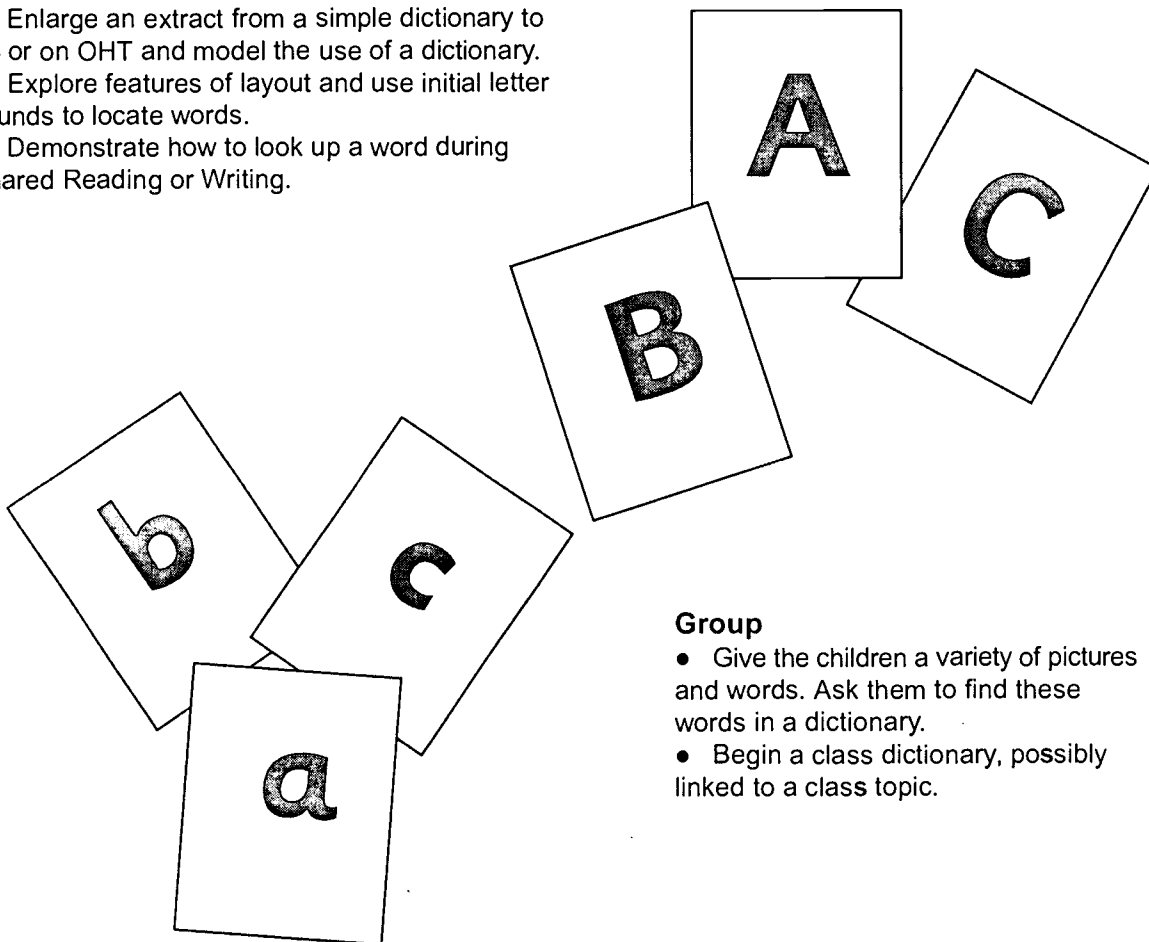 Enlarge an extract from a simple dictionary to
or on OHT and model the use of a dictionary.
Explore features of layout and use initial letter
unds to locate words.
Demonstrate how to look up a word during
ared Reading or Writing.
A
C
B
b
c
a
Group
● Give the children a variety of pictures
and words. Ask them to find these
words in a dictionary.
● Begin a class dictionary, possibly
linked to a class topic.